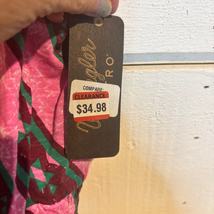 Wrangler
RO
COMPARE
CLEARANCE
$34.98